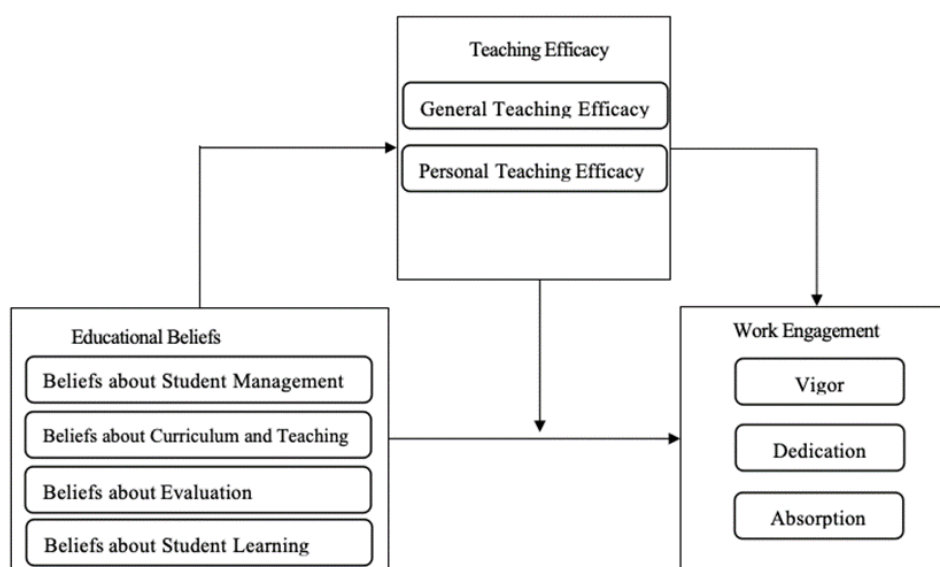 Teaching Efficacy
General Teaching Efficacy
Personal Teaching Efficacy
Educational Beliefs
Beliefs about Student Management
Beliefs about Curriculum and Teaching
Beliefs about Evaluation
Beliefs about Student Learning
Work Engagement
Vigor
Dedication
Absorption